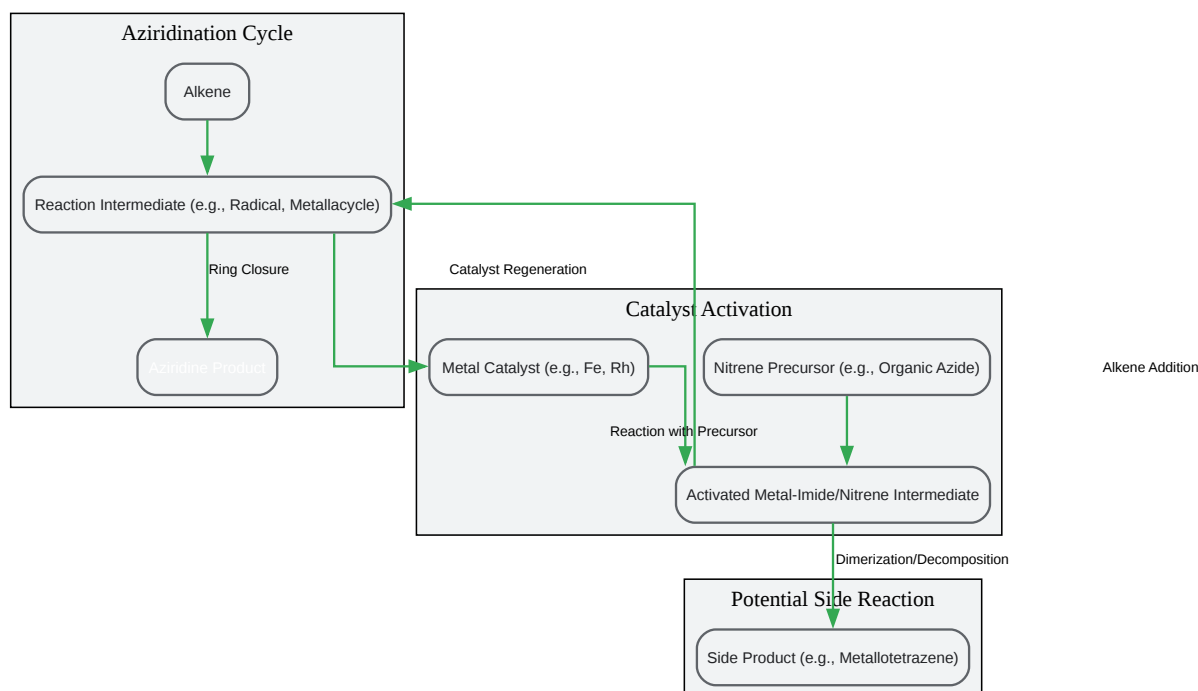 Aziridination Cycle
Alkene
Reaction Intermediate (e.g., Radical, Metallacycle)
Ring Closure
Catalyst Regeneration
Aziridine Product
Catalyst Activation
Metal Catalyst (e.g., Fe, Rh)
Nitrene Precursor (e.g., Organic Azide)
Alkene Addition
Reaction with Precursor
Activated Metal-Imide/Nitrene Intermediate
Dimerization/Decomposition
Potential Side Reaction
Side Product (e.g., Metallotetrazene)